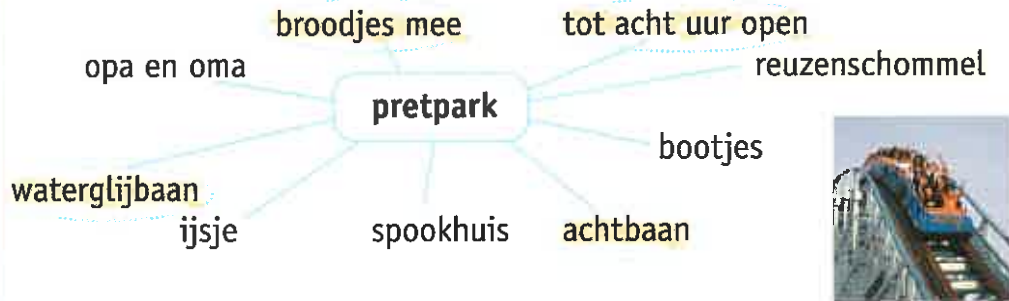 broodjes mee
tot acht uur open
opa en oma
reuzenschommel
pretpark
bootjes
waterglijbaan
ijsje
spookhuis
achtbaan